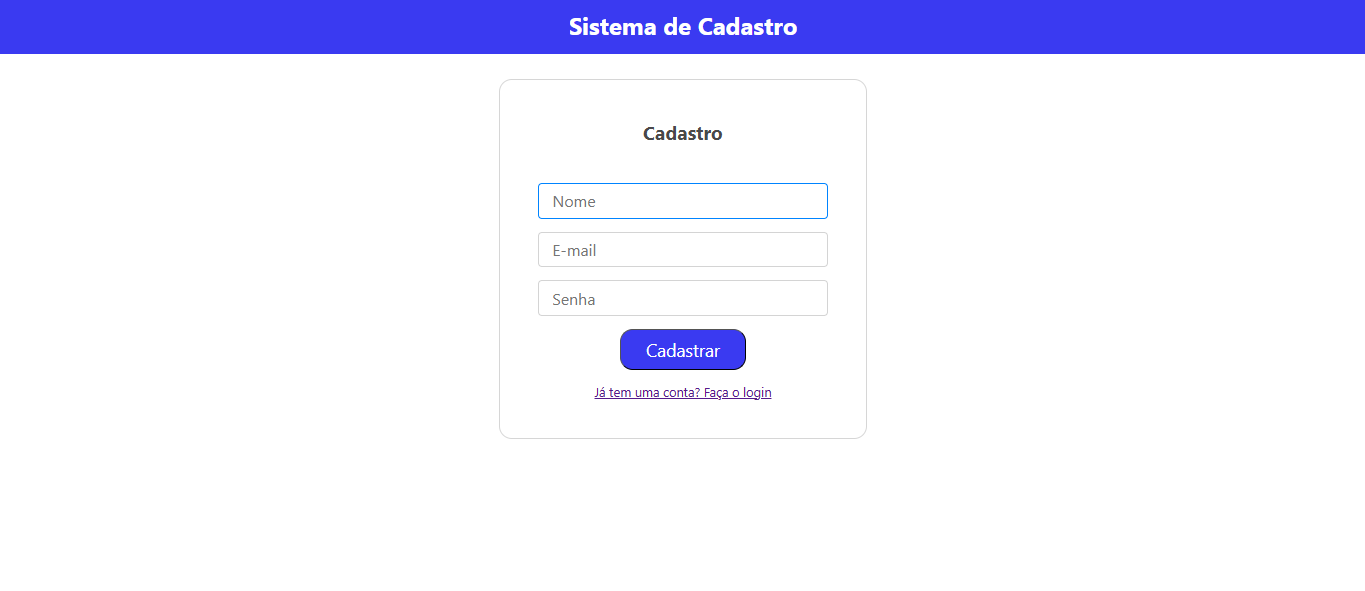 Sistema de Cadastro
Cadastro
Nome
E-mail
Senha
Cadastrar
Já tem uma conta? Faça o login